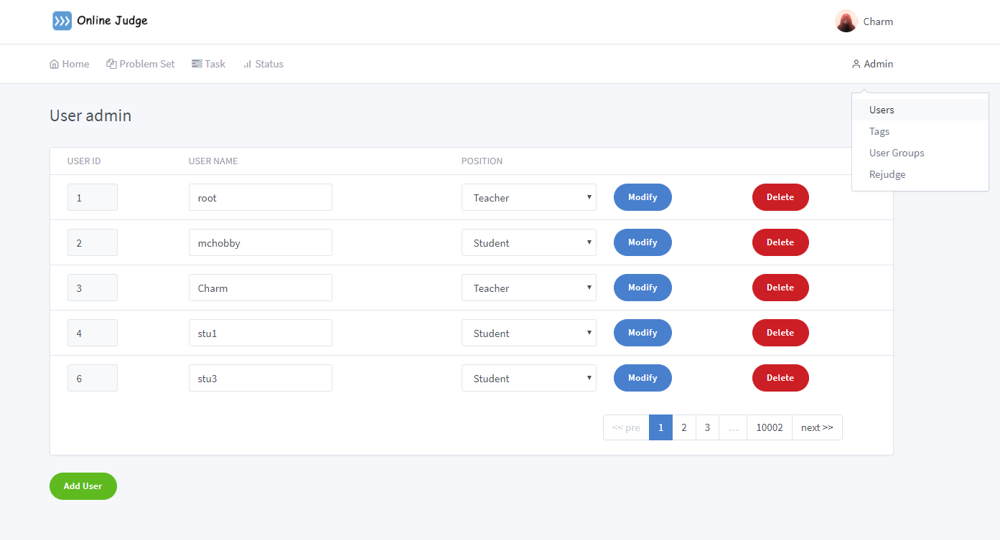 Online Judge
Charm
Home Problem Set Task Status Admin
User admin
Users
Tags
User Groups
Rejudge
USER ID USER NAME POSITION
1 root Teacher Modify Delete
2 mchobby Student Modify Delete
3 Charm Teacher Modify Delete
4 stu1 Student Modify Delete
6 stu3 Student Modify Delete
<< pre 1 2 3 ... 10002 next >>
Add User